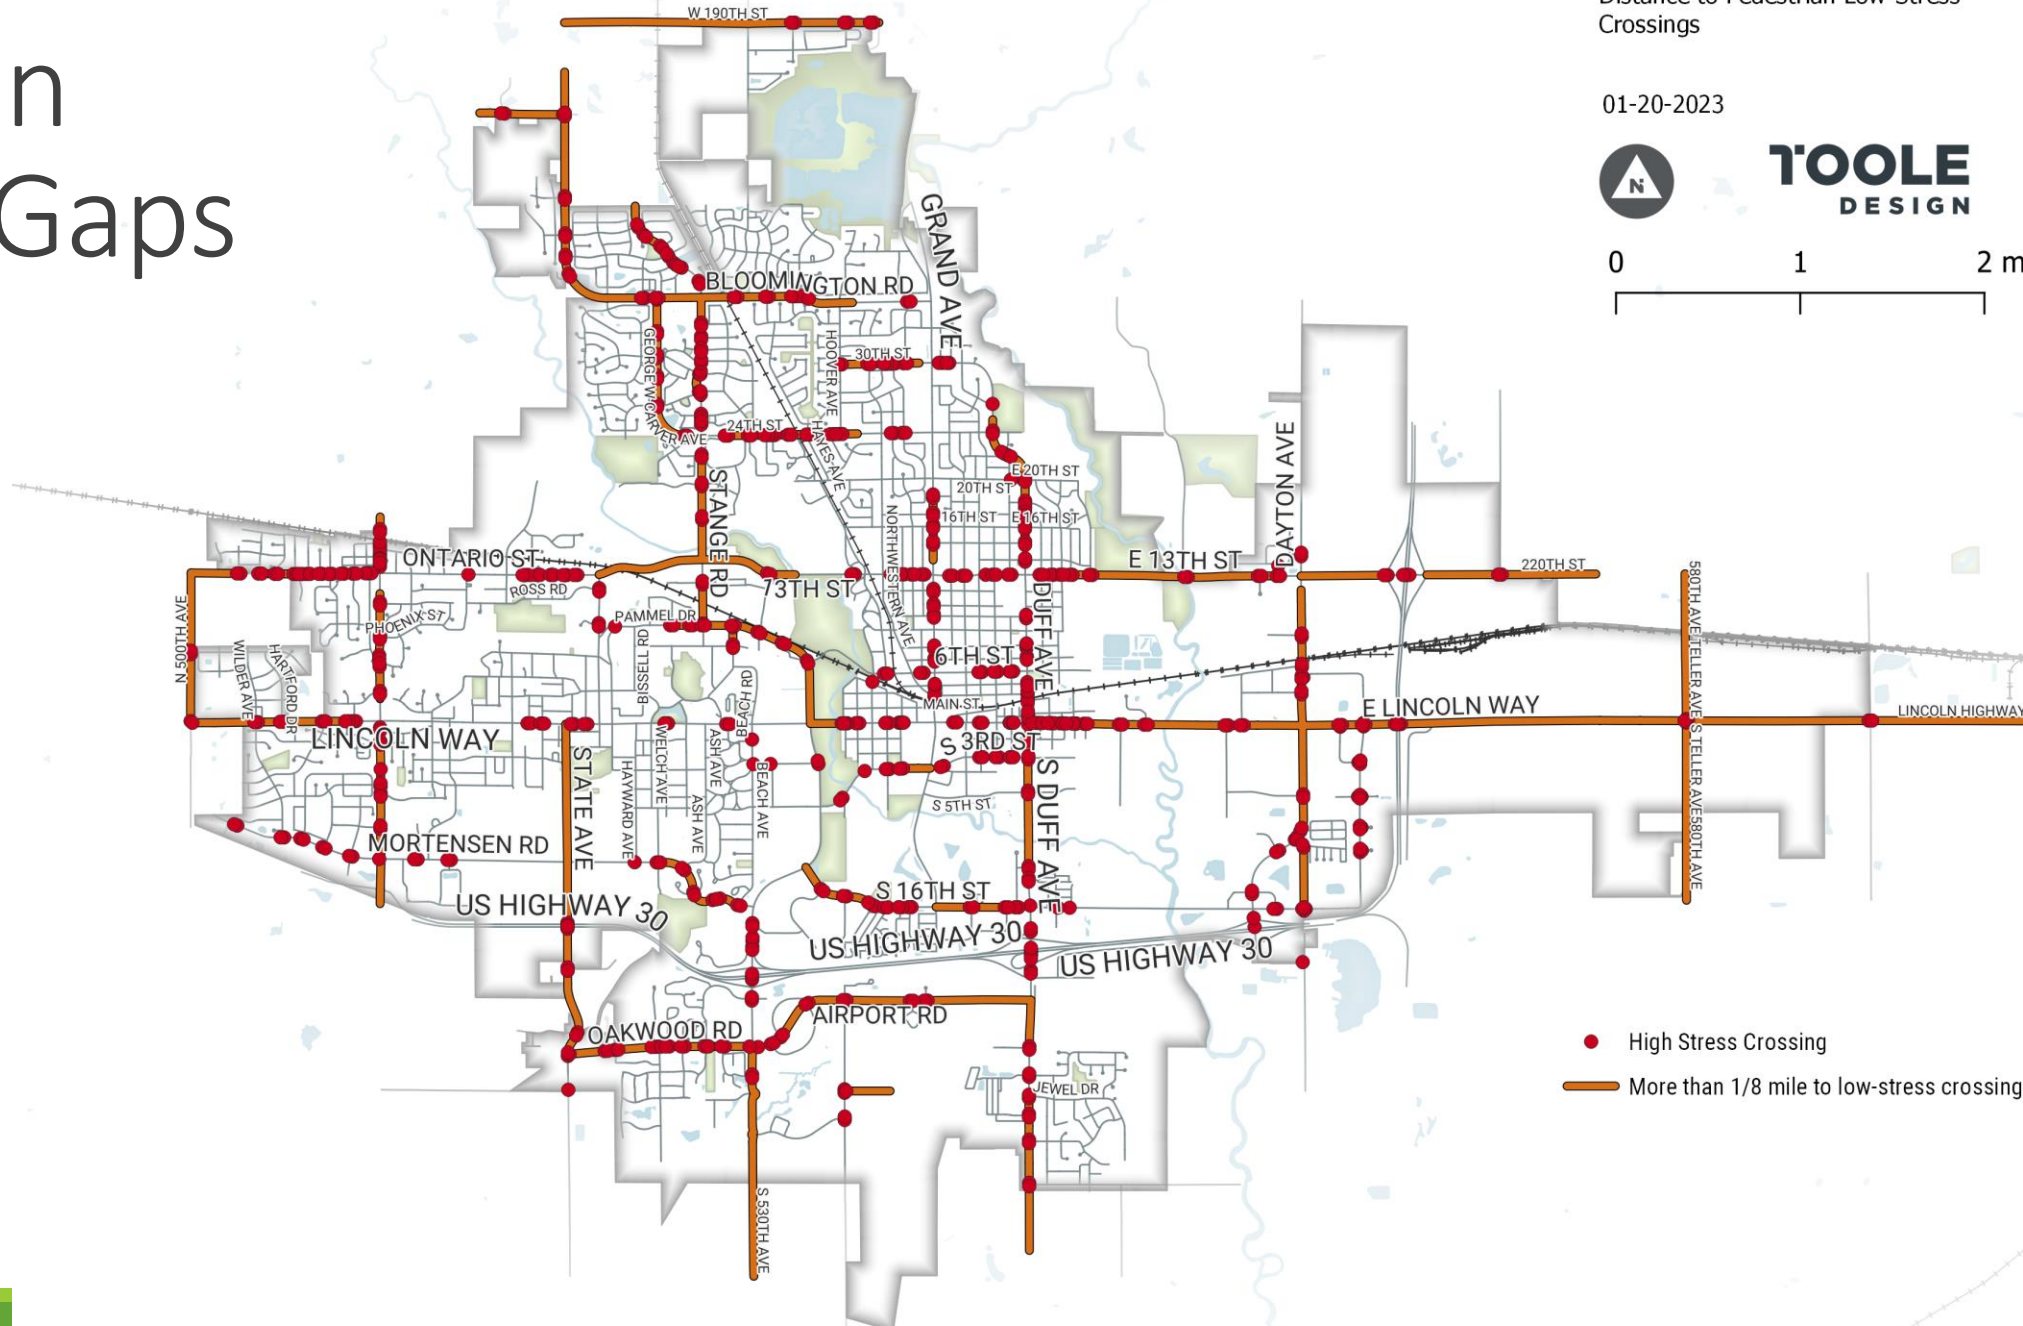 n
Gaps
Crossings
01-20-2023
N
TOOLE
DESIGN
0 1 2 m
W 190TH ST
GRAND AVE
BLOOMINGTON RD
GEORGE W CARVER AVE
HOOVER AVE
30TH ST
24TH ST
HAYES AVE
STANGE RD
E 20TH ST
20TH ST
16TH ST
E 16TH ST
NORTHWESTERN AVE
DAYTON AVE
ONTARIO ST
E 13TH ST
220TH ST
ROSS RD
13TH ST
580TH AVE
N 500TH AVE
PHOENIX ST
PAMMEL DR
DUFF AVE
WILDER AVE
HARTFORD DR
BISSELL RD
6TH ST
TELLER AVE
BEACH RD
MAIN ST
E LINCOLN WAY
LINCOLN HIGHWAY
LINCOLN WAY
S 3RD ST
STATE AVE
HAYWARD AVE
WELCH AVE
ASH AVE
ASH AVE
BEACH AVE
S DUFF AVE
S TELLER AVE
S 5TH ST
580TH AVE
MORTENSEN RD
S 16TH ST
US HIGHWAY 30
US HIGHWAY 30
US HIGHWAY 30
AIRPORT RD
OAKWOOD RD
JEWEL DR
S 530TH AVE
High Stress Crossing
More than 1/8 mile to low-stress crossing